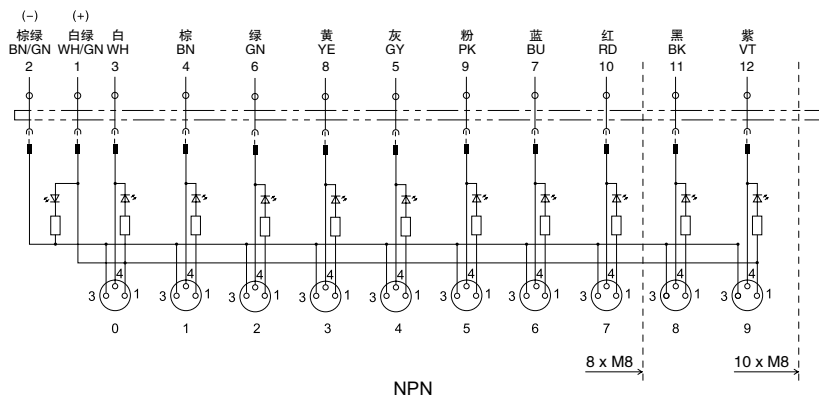 (-) (+)
棕绿 白绿 白 棕 绿 黄 灰 粉 蓝 红 黑 紫
BN/GN WH/GN WH BN GN YE GY PK BU RD BK VT
2 1 3 4 6 8 5 9 7 10 11 12
4 4 4 4 4 4 4 4 4 4
3 1 3 1 3 1 3 1 3 1 3 1 3 1 3 1 3 1 3 1
0 1 2 3 4 5 6 7 8 9
8 x M8 10 x M8
NPN